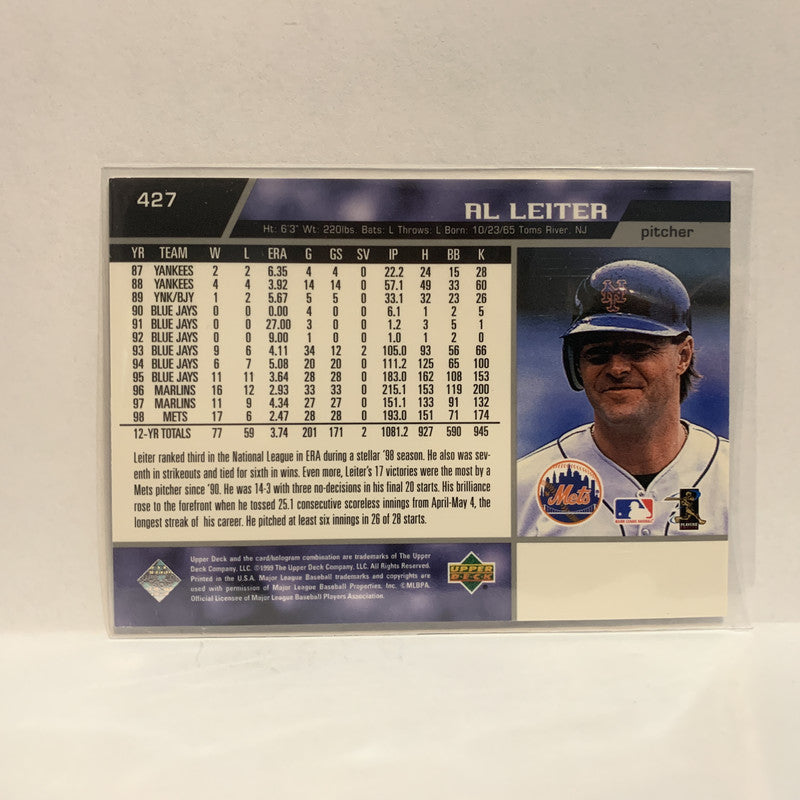 427
AL LEITER
Ht: 6'3" Wt: 220lbs. Bats: L Throws: L Born: 10/23/65 Toms River, NJ
pitcher
YR TEAM W L ERA G GS SV IP H BB K
87 YANKEES 2 2 6.35 4 4 0 22.2 24 15 28
88 YANKEES 4 4 3.92 14 14 0 57.1 49 33 60
89 YNK/BJY 1 2 5.67 5 5 0 33.1 32 23 26
90 BLUE JAYS 0 0 0.00 4 0 0 6.1 1 2 5
91 BLUE JAYS 0 0 27.00 3 0 0 1.2 3 5 1
92 BLUE JAYS 0 0 9.00 1 0 0 1.0 1 2 0
93 BLUE JAYS 9 6 4.11 34 12 2 105.0 93 56 66
94 BLUE JAYS 6 7 5.08 20 20 0 111.2 125 65 100
95 BLUE JAYS 11 11 3.64 28 28 0 183.0 162 108 153
96 MARLINS 16 12 2.93 33 33 0 215.1 153 119 200
97 MARLINS 11 9 4.34 27 27 0 151.1 133 91 132
98 METS 17 6 2.47 28 28 0 193.0 151 71 174
12-YR TOTALS 77 59 3.74 201 171 2 1081.2 927 590 945
Leiter ranked third in the National League in ERA during a stellar '98 season. He also was sev-
enth in strikeouts and tied for sixth in wins. Even more, Leiter's 17 victories were the most by a
Mets pitcher since '90. He was 14-3 with three no-decisions in his final 20 starts. His brilliance
rose to the forefront when he tossed 25.1 consecutive scoreless innings from April-May 4, the
longest streak of his career. He pitched at least six innings in 26 of 28 starts.
NY
Mets
MAJOR LEAGUE BASEBALL
PLAYERS
Upper Deck and the card/hologram combination are trademarks of The Upper
Deck Company, LLC. ©1999 The Upper Deck Company, LLC. All Rights Reserved.
Printed in the U.S.A. Major League Baseball trademarks and copyrights are
used with permission of Major League Baseball Properties, Inc. ©MLBPA.
Official Licensee of Major League Baseball Players Association.
UPPER
DECK